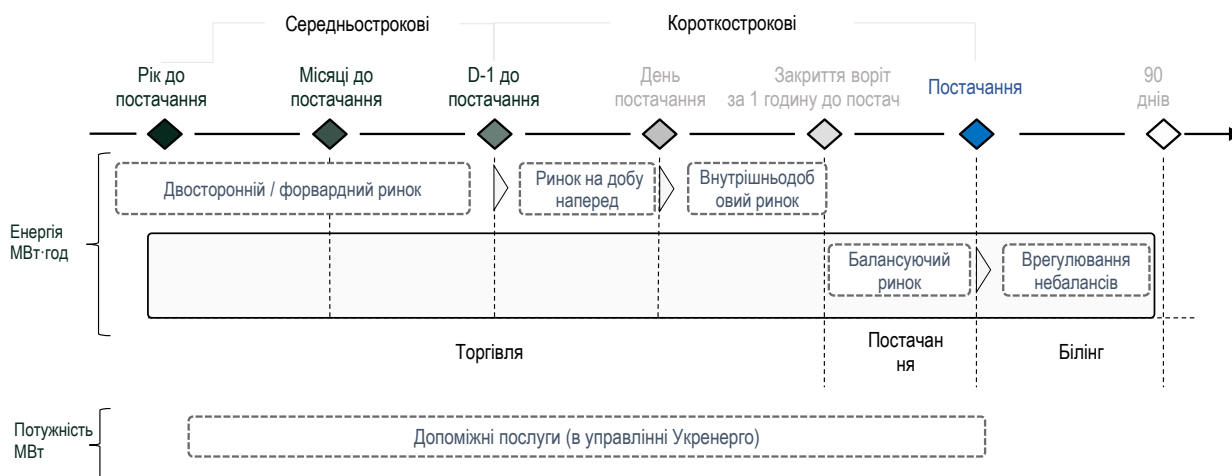 Середньострокові
Короткострокові
Рік до
постачання
Місяці до
постачання
D-1 до
постачання
День
постачання
Закриття воріт
за 1 годину до постач
Постачання
90
днів
Двосторонній / форвардний ринок
Ринок на добу
наперед
Внутрішньодоб
овий ринок
Енергія
МВт·год
Балансуючий
ринок
Врегулювання
небалансів
Торгівля
Постачан
ня
Білінг
Потужність
МВт
Допоміжні послуги (в управлінні Укренерго)